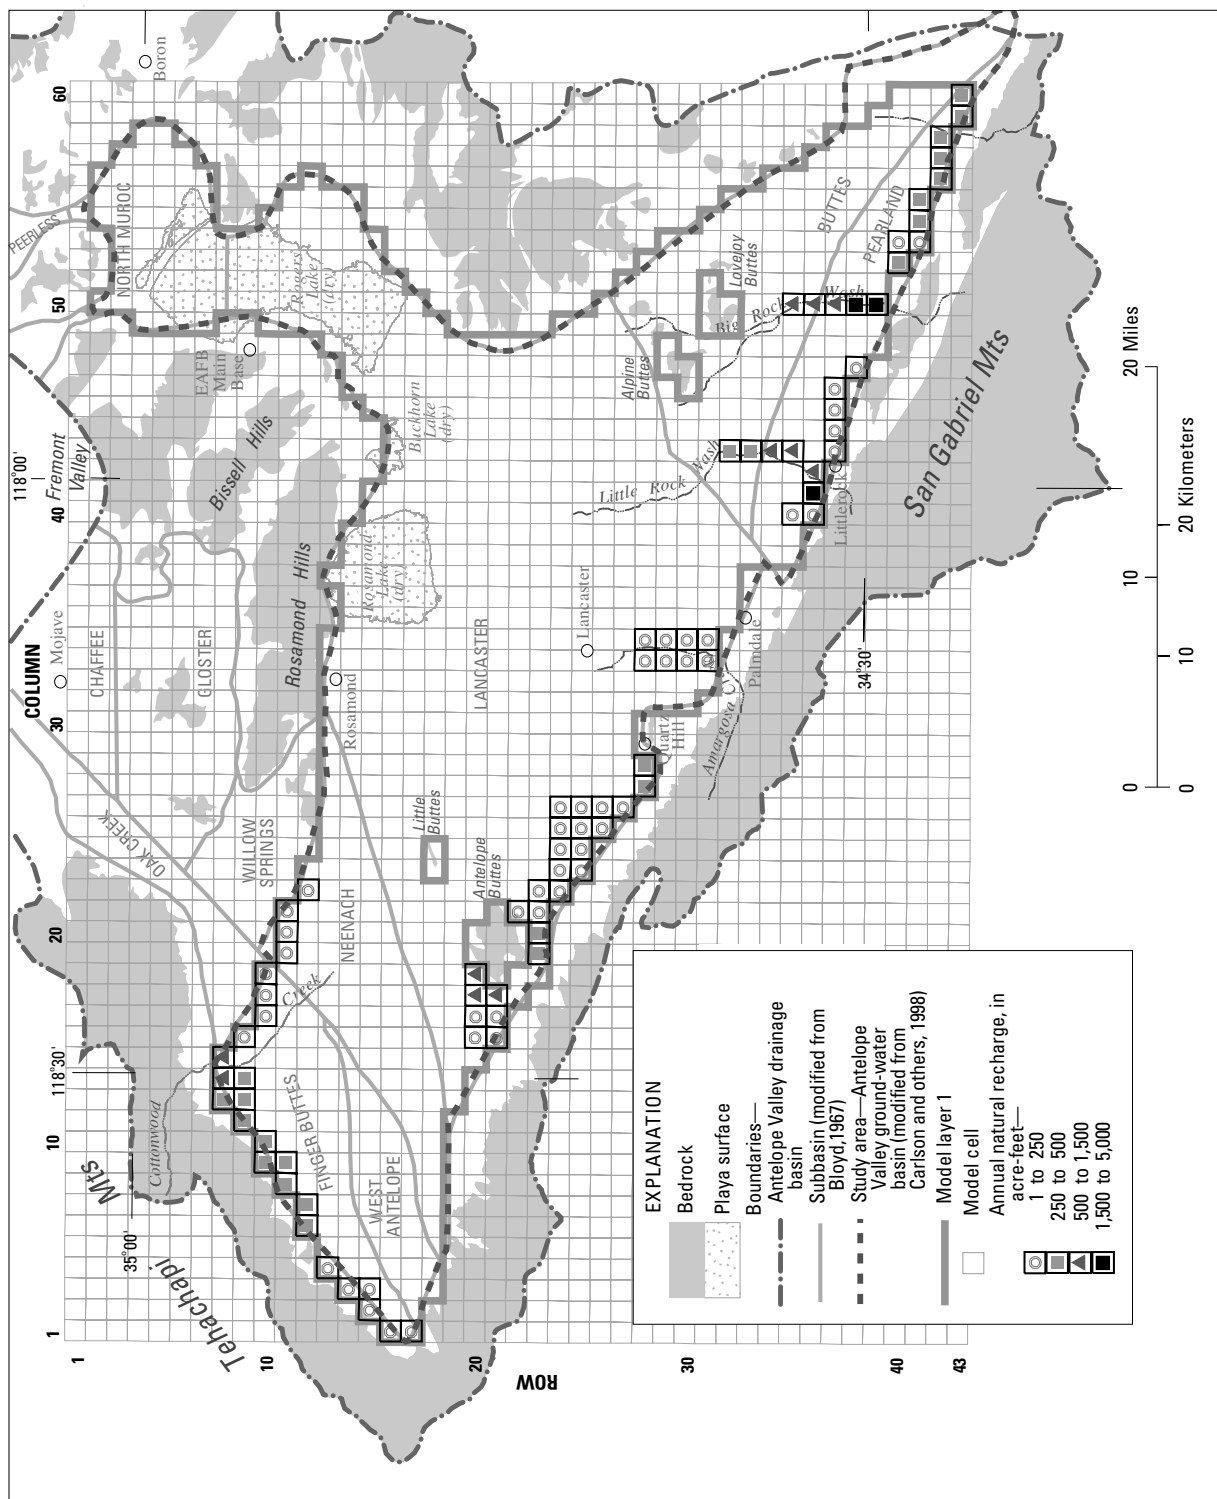 COLUMN
1
10
20
30
40
50
60
118°30'
118°00'
35°00'
34°30'
ROW
1
10
20
30
40
43
Tehachapi
Mts
Cottonwood
Creek
OAK CREEK
Mojave
CHAFFEE
GLOSTER
WILLOW
SPRINGS
FINGER BUTTES
WEST
ANTELOPE
NEENACH
Fremont
Valley
Bissell Hills
Rosamond Hills
Rosamond
Rosamond
Lake
(dry)
EAFB
Main
Base
Buckhorn
Lake
(dry)
PEERLESS
NORTH MUROC
Rogers
Lake
(dry)
Boron
LANCASTER
Lancaster
Little
Buttes
Antelope
Buttes
Quartz
Hill
Amargosa Cr
Palmdale
Little Rock Wash
Littlerock
Alpine
Buttes
Lovejoy
Buttes
Big Rock Wash
BUTTES
PEARLAND
San Gabriel Mts
EXPLANATION
Bedrock
Playa surface
Boundaries—
Antelope Valley drainage
basin
Subbasin (modified from
Bloyd,1967)
Study area—Antelope
Valley ground-water
basin (modified from
Carlson and others, 1998)
Model layer 1
Model cell
Annual natural recharge, in
acre-feet—
1 to 250
250 to 500
500 to 1,500
1,500 to 5,000
0
10
20 Miles
0
10
20 Kilometers